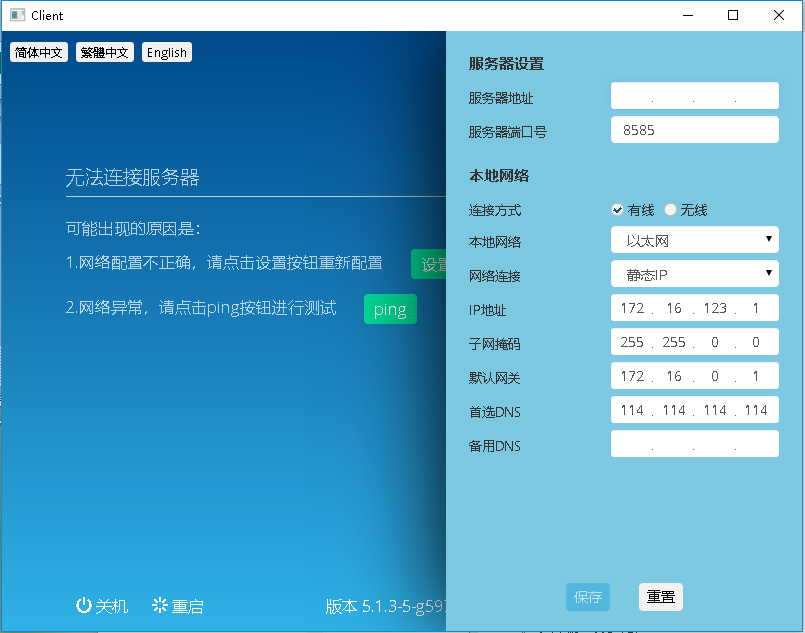 Client
简体中文 繁體中文 English
无法连接服务器
可能出现的原因是:
1.网络配置不正确，请点击设置按钮重新配置 设置
2.网络异常，请点击ping按钮进行测试 ping
关机 重启 版本 5.1.3-5-g597
服务器设置
服务器地址 . . .
服务器端口号 8585
本地网络
连接方式 有线 无线
本地网络 以太网
网络连接 静态IP
IP地址 172 . 16 . 123 . 1
子网掩码 255 . 255 . 0 . 0
默认网关 172 . 16 . 0 . 1
首选DNS 114 . 114 . 114 . 114
备用DNS . . .
保存 重置